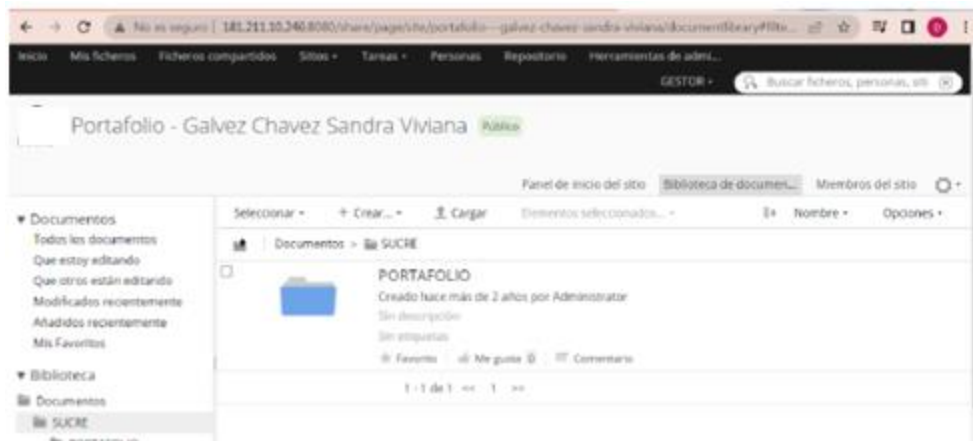 No es seguro | 181.211.10.246:8080/share/page/site/portafolio---galvez-chavez-sandra-viviana/documentlibrary#filte...
Inicio Mis ficheros Ficheros compartidos Sitios Tareas Personas Repositorio Herramientas de admi...
GESTOR Buscar ficheros, personas, siti
Portafolio - Galvez Chavez Sandra Viviana Público
Panel de inicio del sitio Biblioteca de documen... Miembros del sitio
Documentos
Todos los documentos
Que estoy editando
Que otros están editando
Modificados recientemente
Añadidos recientemente
Mis Favoritos
Biblioteca
Documentos
SUCRE
PORTAFOLIO
Seleccionar + Crear... Cargar Elementos seleccionados... Nombre Opciones
Documentos > SUCRE
PORTAFOLIO
Creado hace más de 2 años por Administrator
Sin descripción
Sin etiquetas
Favorito Me gusta 0 Comentario
1 - 1 de 1 << 1 >>